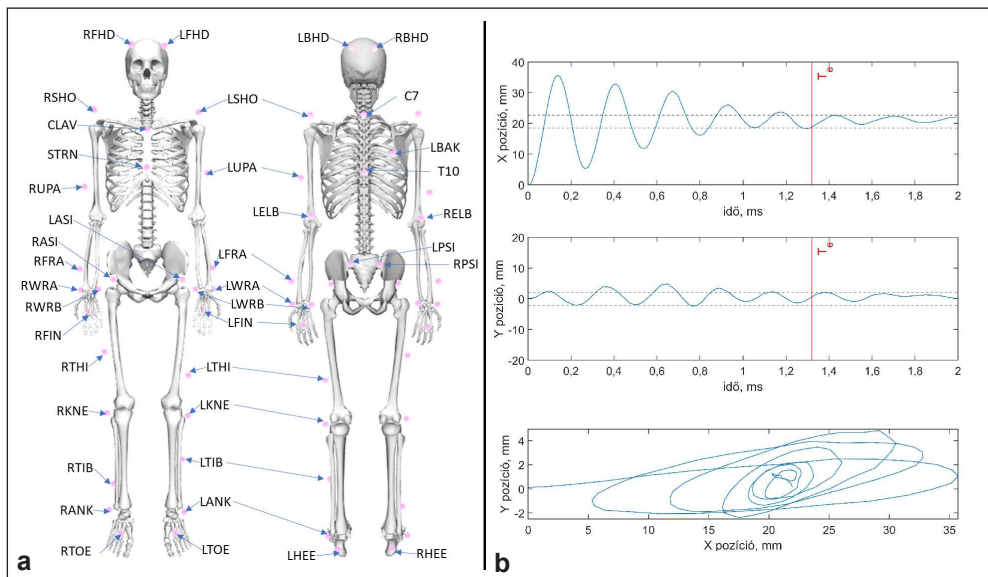 RFHD LFHD LBHD RBHD
RSHO LSHO C7
CLAV
LBAK
STRN LUPA T10
RUPA
LELB RELB
LASI
RASI LFRA LPSI
RFRA RPSI
RWRA LWRA
RWRB LWRB
RFIN LFIN
RTHI LTHI
RKNE LKNE
RTIB LTIB
RANK LANK
RTOE LTOE LHEE RHEE
a
40
30
20
10
0
X pozíció, mm
Te
0 0,2 0,4 0,6 0,8 1 1,2 1,4 1,6 1,8 2
idő, ms
20
10
0
-10
-20
Y pozíció, mm
Te
0 0,2 0,4 0,6 0,8 1 1,2 1,4 1,6 1,8 2
idő, ms
4
2
0
-2
Y pozíció, mm
0 5 10 15 20 25 30 35
X pozíció, mm
b